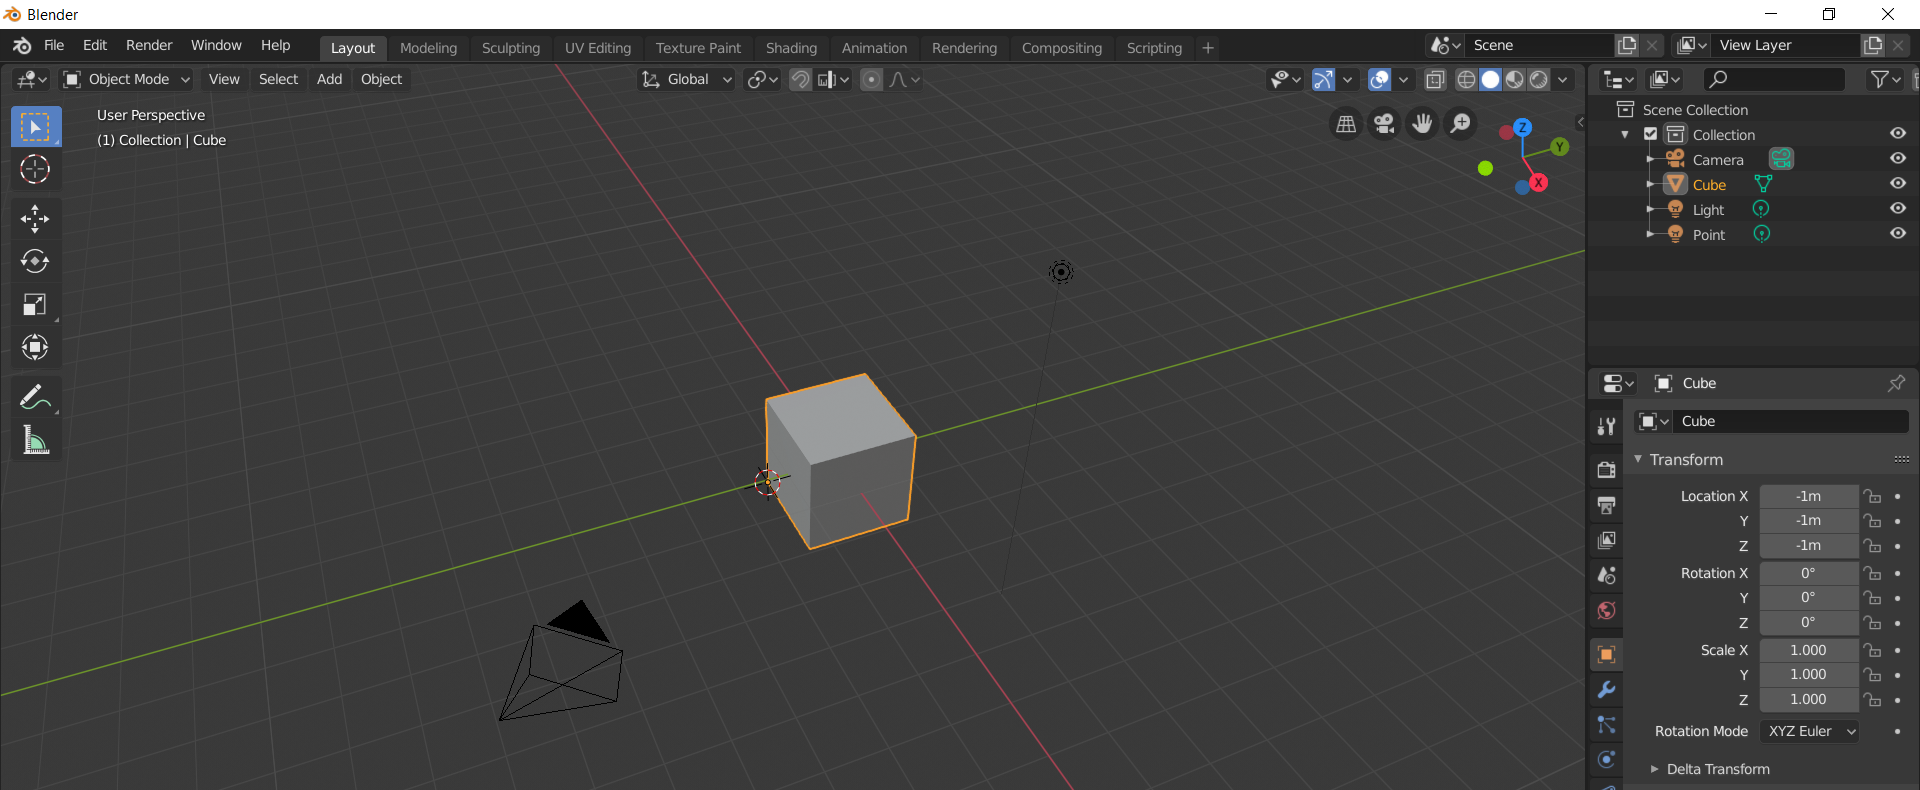 Blender
File Edit Render Window Help Layout Modeling Sculpting UV Editing Texture Paint Shading Animation Rendering Compositing Scripting + Scene View Layer
Object Mode View Select Add Object Global
User Perspective
(1) Collection | Cube
Z
Y
X
Scene Collection
Collection
Camera
Cube
Light
Point
Cube
Cube
Transform
Location X -1m
Y -1m
Z -1m
Rotation X 0°
Y 0°
Z 0°
Scale X 1.000
Y 1.000
Z 1.000
Rotation Mode XYZ Euler
Delta Transform